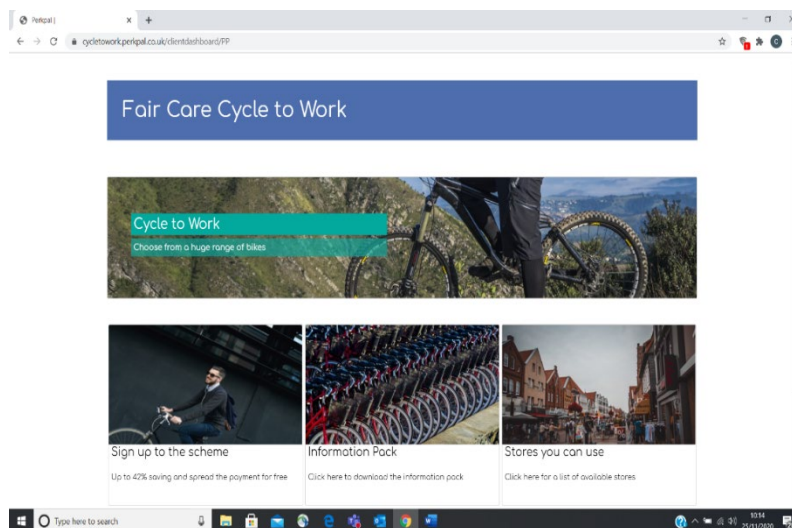 Perkpal |
cycletowork.perkpal.co.uk/clientdashboard/PP
Fair Care Cycle to Work
Cycle to Work
Choose from a huge range of bikes
Sign up to the scheme
Up to 42% saving and spread the payment for free
Information Pack
Click here to download the information pack
Stores you can use
Click here for a list of available stores
Type here to search
10:14
25/11/2020